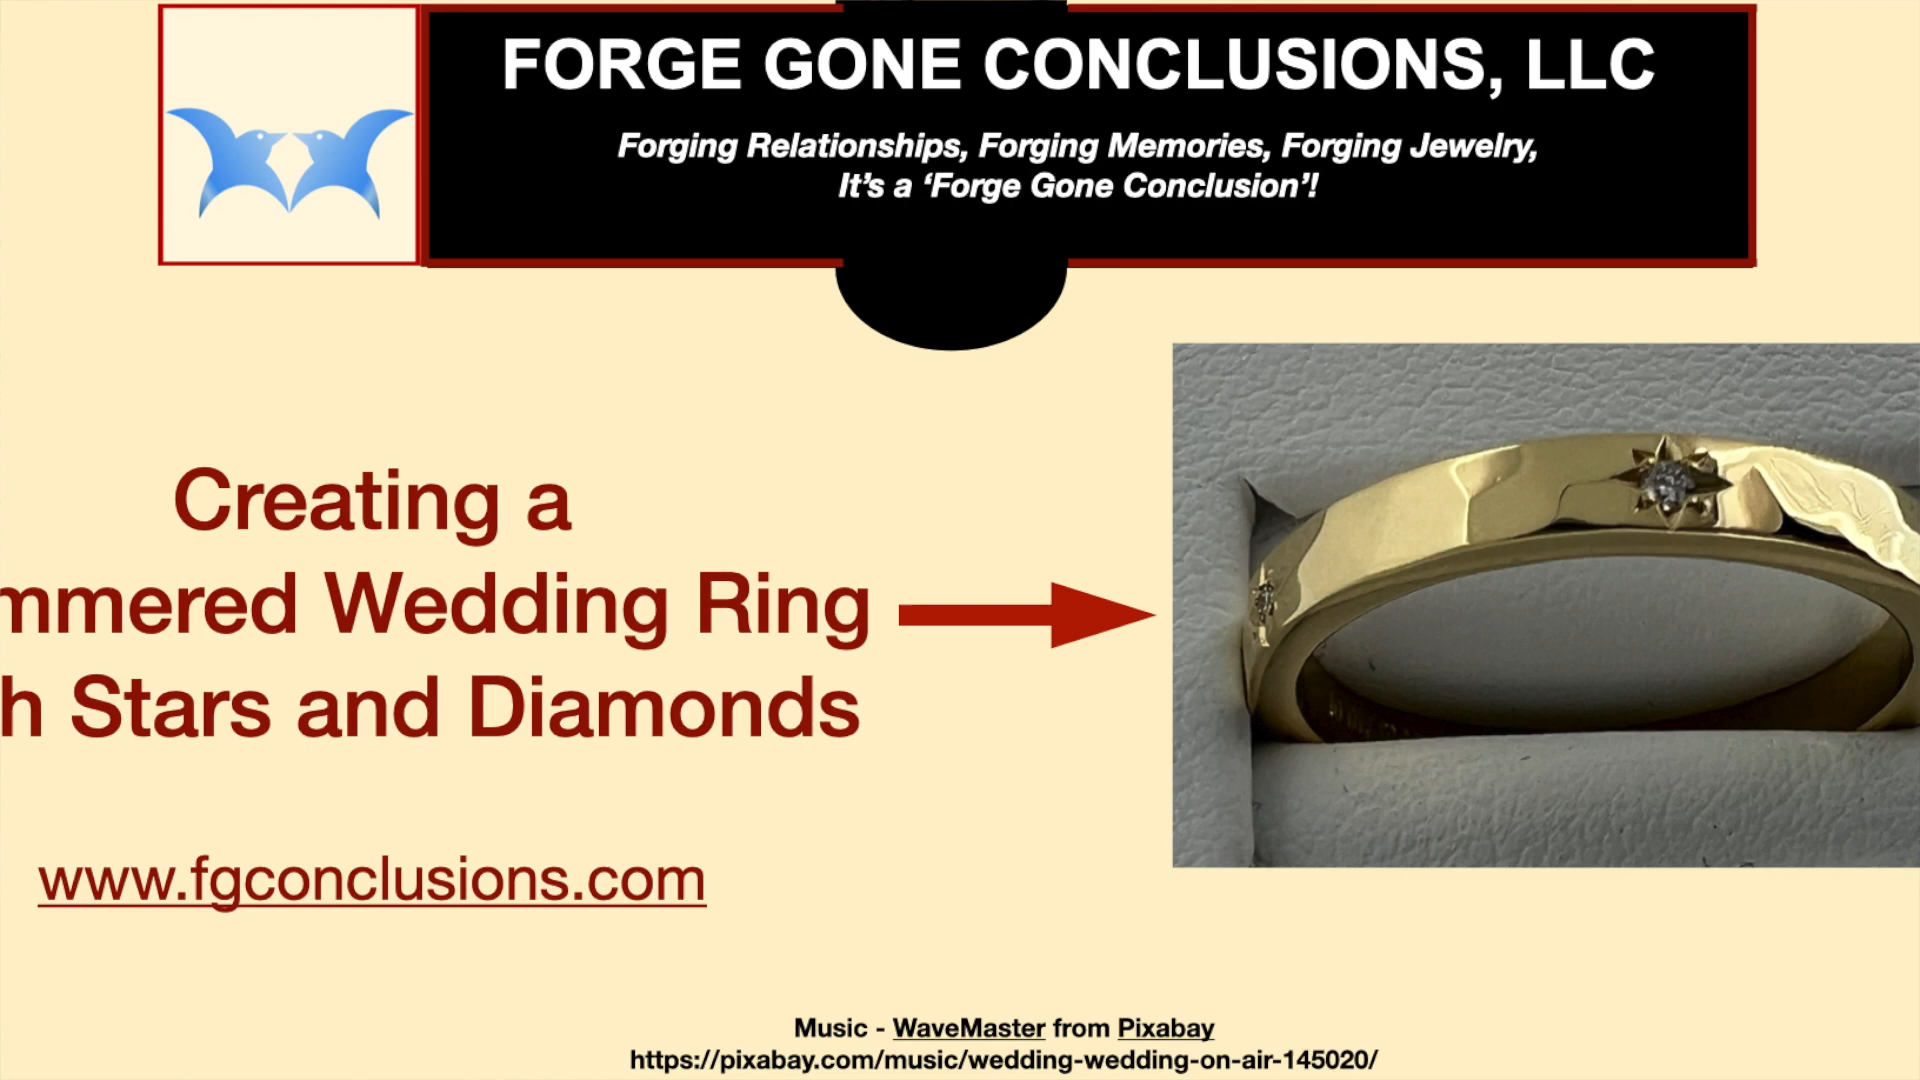 FORGE GONE CONCLUSIONS, LLC
Forging Relationships, Forging Memories, Forging Jewelry,
It’s a ‘Forge Gone Conclusion’!
Creating a
mmered Wedding Ring
h Stars and Diamonds
www.fgconclusions.com
Music - WaveMaster from Pixabay
https://pixabay.com/music/wedding-wedding-on-air-145020/